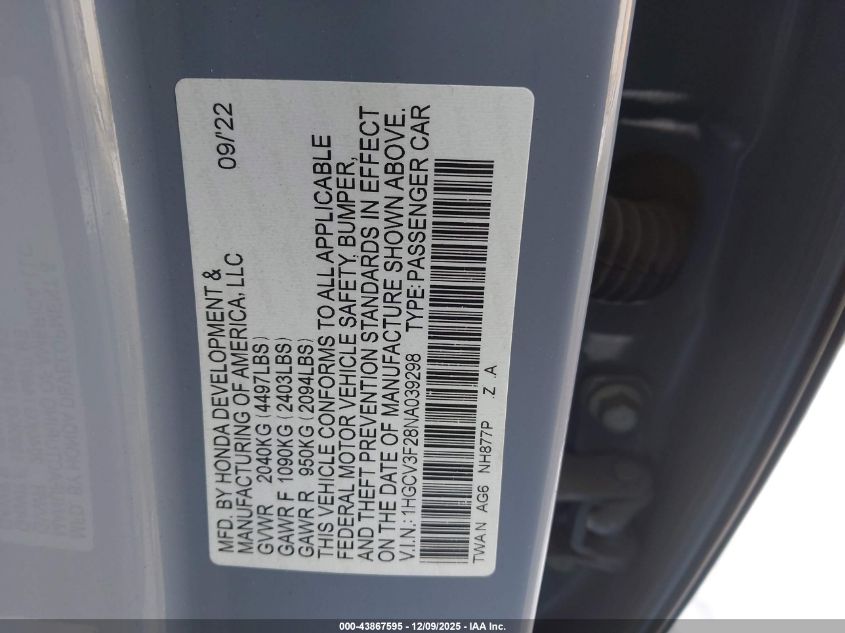 MFD. BY HONDA DEVELOPMENT & 09/'22
MANUFACTURING OF AMERICA, LLC
GVWR 2040KG (4497LBS)
GAWR F 1090KG (2403LBS)
GAWR R 950KG (2094LBS)
THIS VEHICLE CONFORMS TO ALL APPLICABLE
FEDERAL MOTOR VEHICLE SAFETY, BUMPER,
AND THEFT PREVENTION STANDARDS IN EFFECT
ON THE DATE OF MANUFACTURE SHOWN ABOVE.
V.I.N.: 1HGCV3F28NA039298 TYPE: PASSENGER CAR
TWA N AG6 NH877P .Z .A
000-43867595 - 12/09/2025 - IAA Inc.